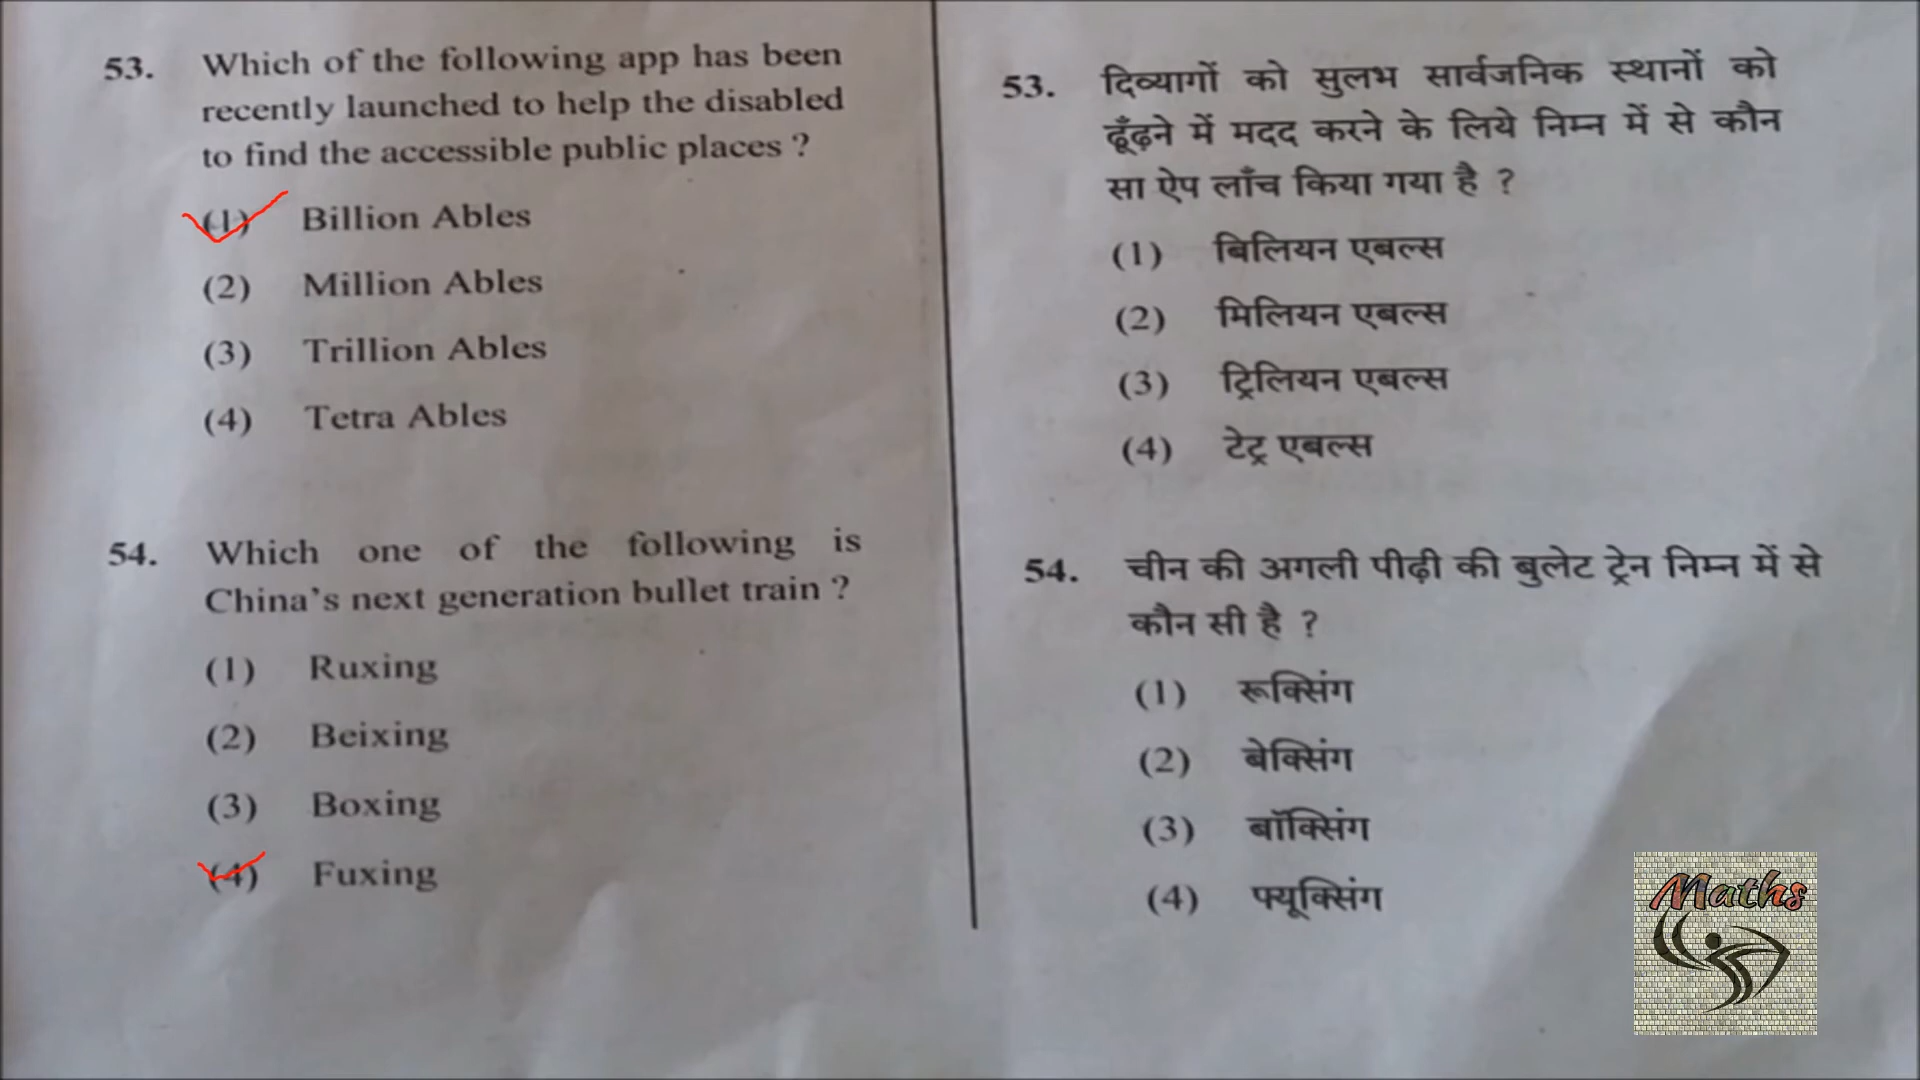 53. Which of the following app has been
recently launched to help the disabled
to find the accessible public places ?
(1) Billion Ables
(2) Million Ables
(3) Trillion Ables
(4) Tetra Ables
54. Which one of the following is
China's next generation bullet train ?
(1) Ruxing
(2) Beixing
(3) Boxing
(4) Fuxing
53. दिव्यागों को सुलभ सार्वजनिक स्थानों को
ढूँढ़ने में मदद करने के लिये निम्न में से कौन
सा ऐप लाँच किया गया है ?
(1) बिलियन एबल्स
(2) मिलियन एबल्स
(3) ट्रिलियन एबल्स
(4) टेट्र एबल्स
54. चीन की अगली पीढ़ी की बुलेट ट्रेन निम्न में से
कौन सी है ?
(1) रूक्सिंग
(2) बेक्सिंग
(3) बॉक्सिंग
(4) फ्यूक्सिंग
Maths